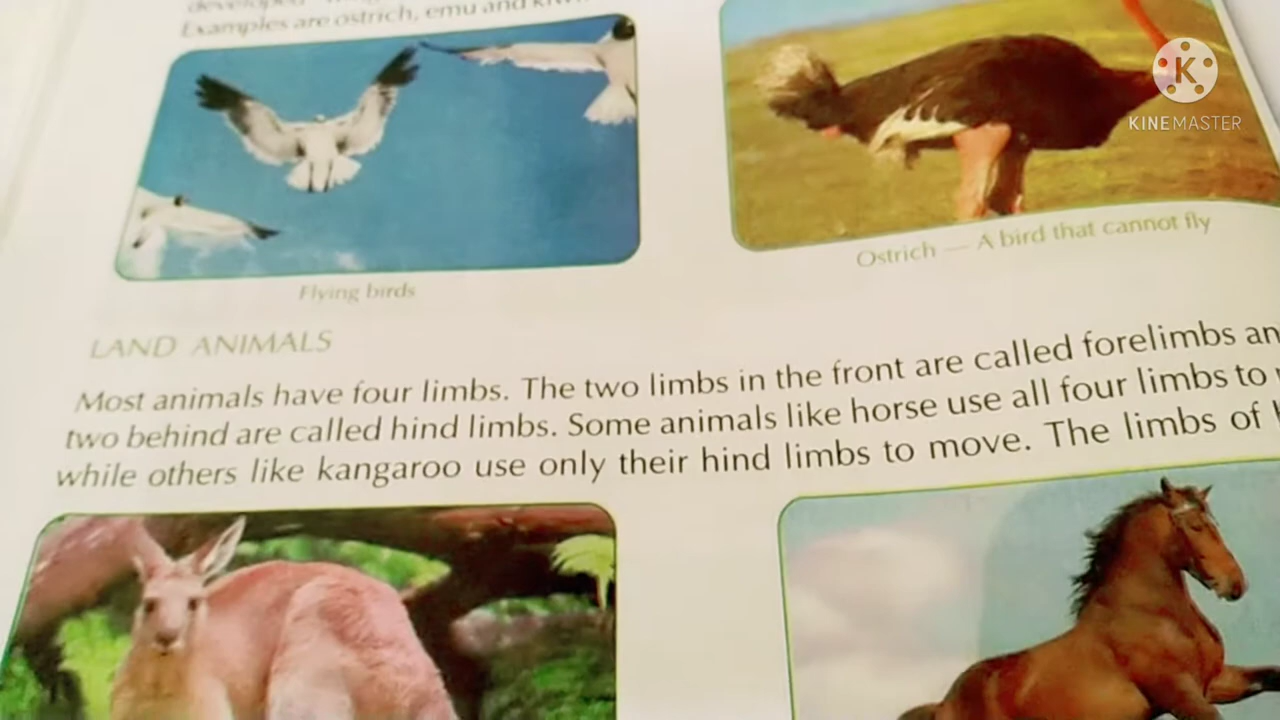 developed
Examples are ostrich, emu and kiwi.
KINEMASTER
Flying birds
Ostrich — A bird that cannot fly
LAND ANIMALS
Most animals have four limbs. The two limbs in the front are called forelimbs an
two behind are called hind limbs. Some animals like horse use all four limbs to
while others like kangaroo use only their hind limbs to move. The limbs of